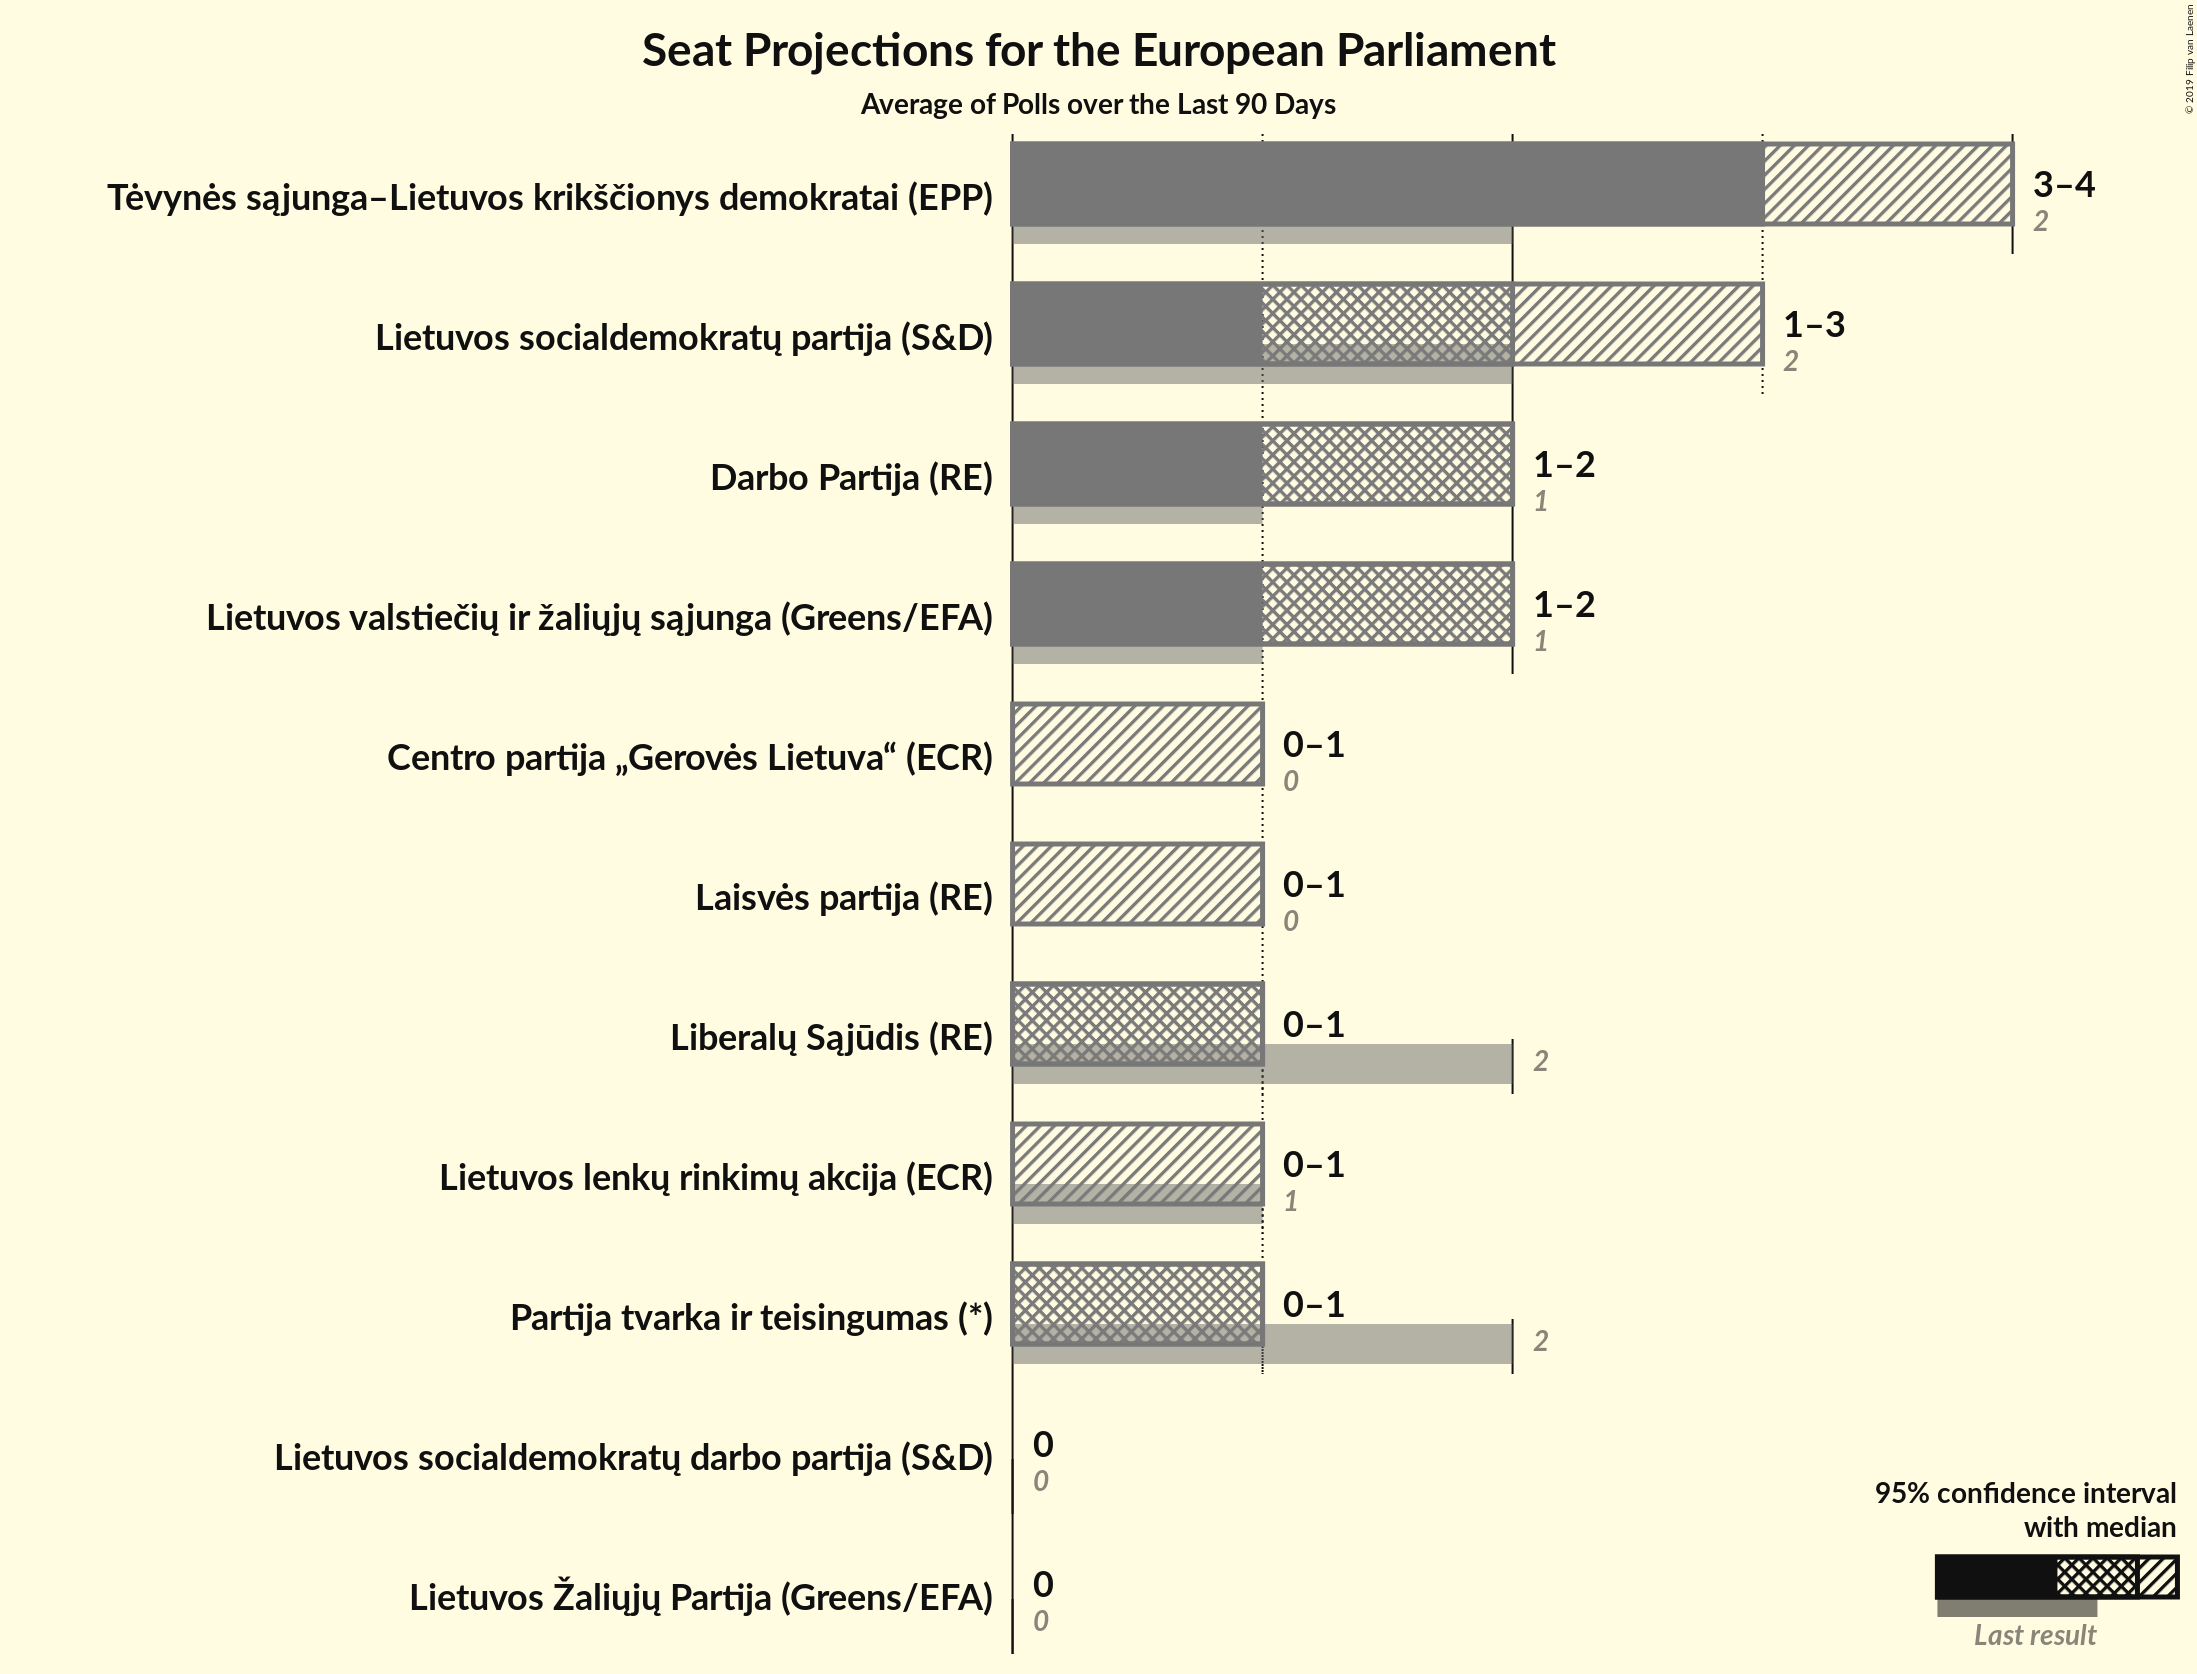 Seat Projections for the European Parliament
Average of Polls over the Last 90 Days
© 2019 Filip van Laenen
Tėvynės sąjunga–Lietuvos krikščionys demokratai (EPP)
3–4
2
Lietuvos socialdemokratų partija (S&D)
1–3
2
Darbo Partija (RE)
1–2
1
Lietuvos valstiečių ir žaliųjų sąjunga (Greens/EFA)
1–2
1
Centro partija „Gerovės Lietuva“ (ECR)
0–1
0
Laisvės partija (RE)
0–1
0
Liberalų Sąjūdis (RE)
0–1
2
Lietuvos lenkų rinkimų akcija (ECR)
0–1
1
Partija tvarka ir teisingumas (*)
0–1
2
Lietuvos socialdemokratų darbo partija (S&D)
0
0
Lietuvos Žaliųjų Partija (Greens/EFA)
0
0
95% confidence interval
with median
Last result